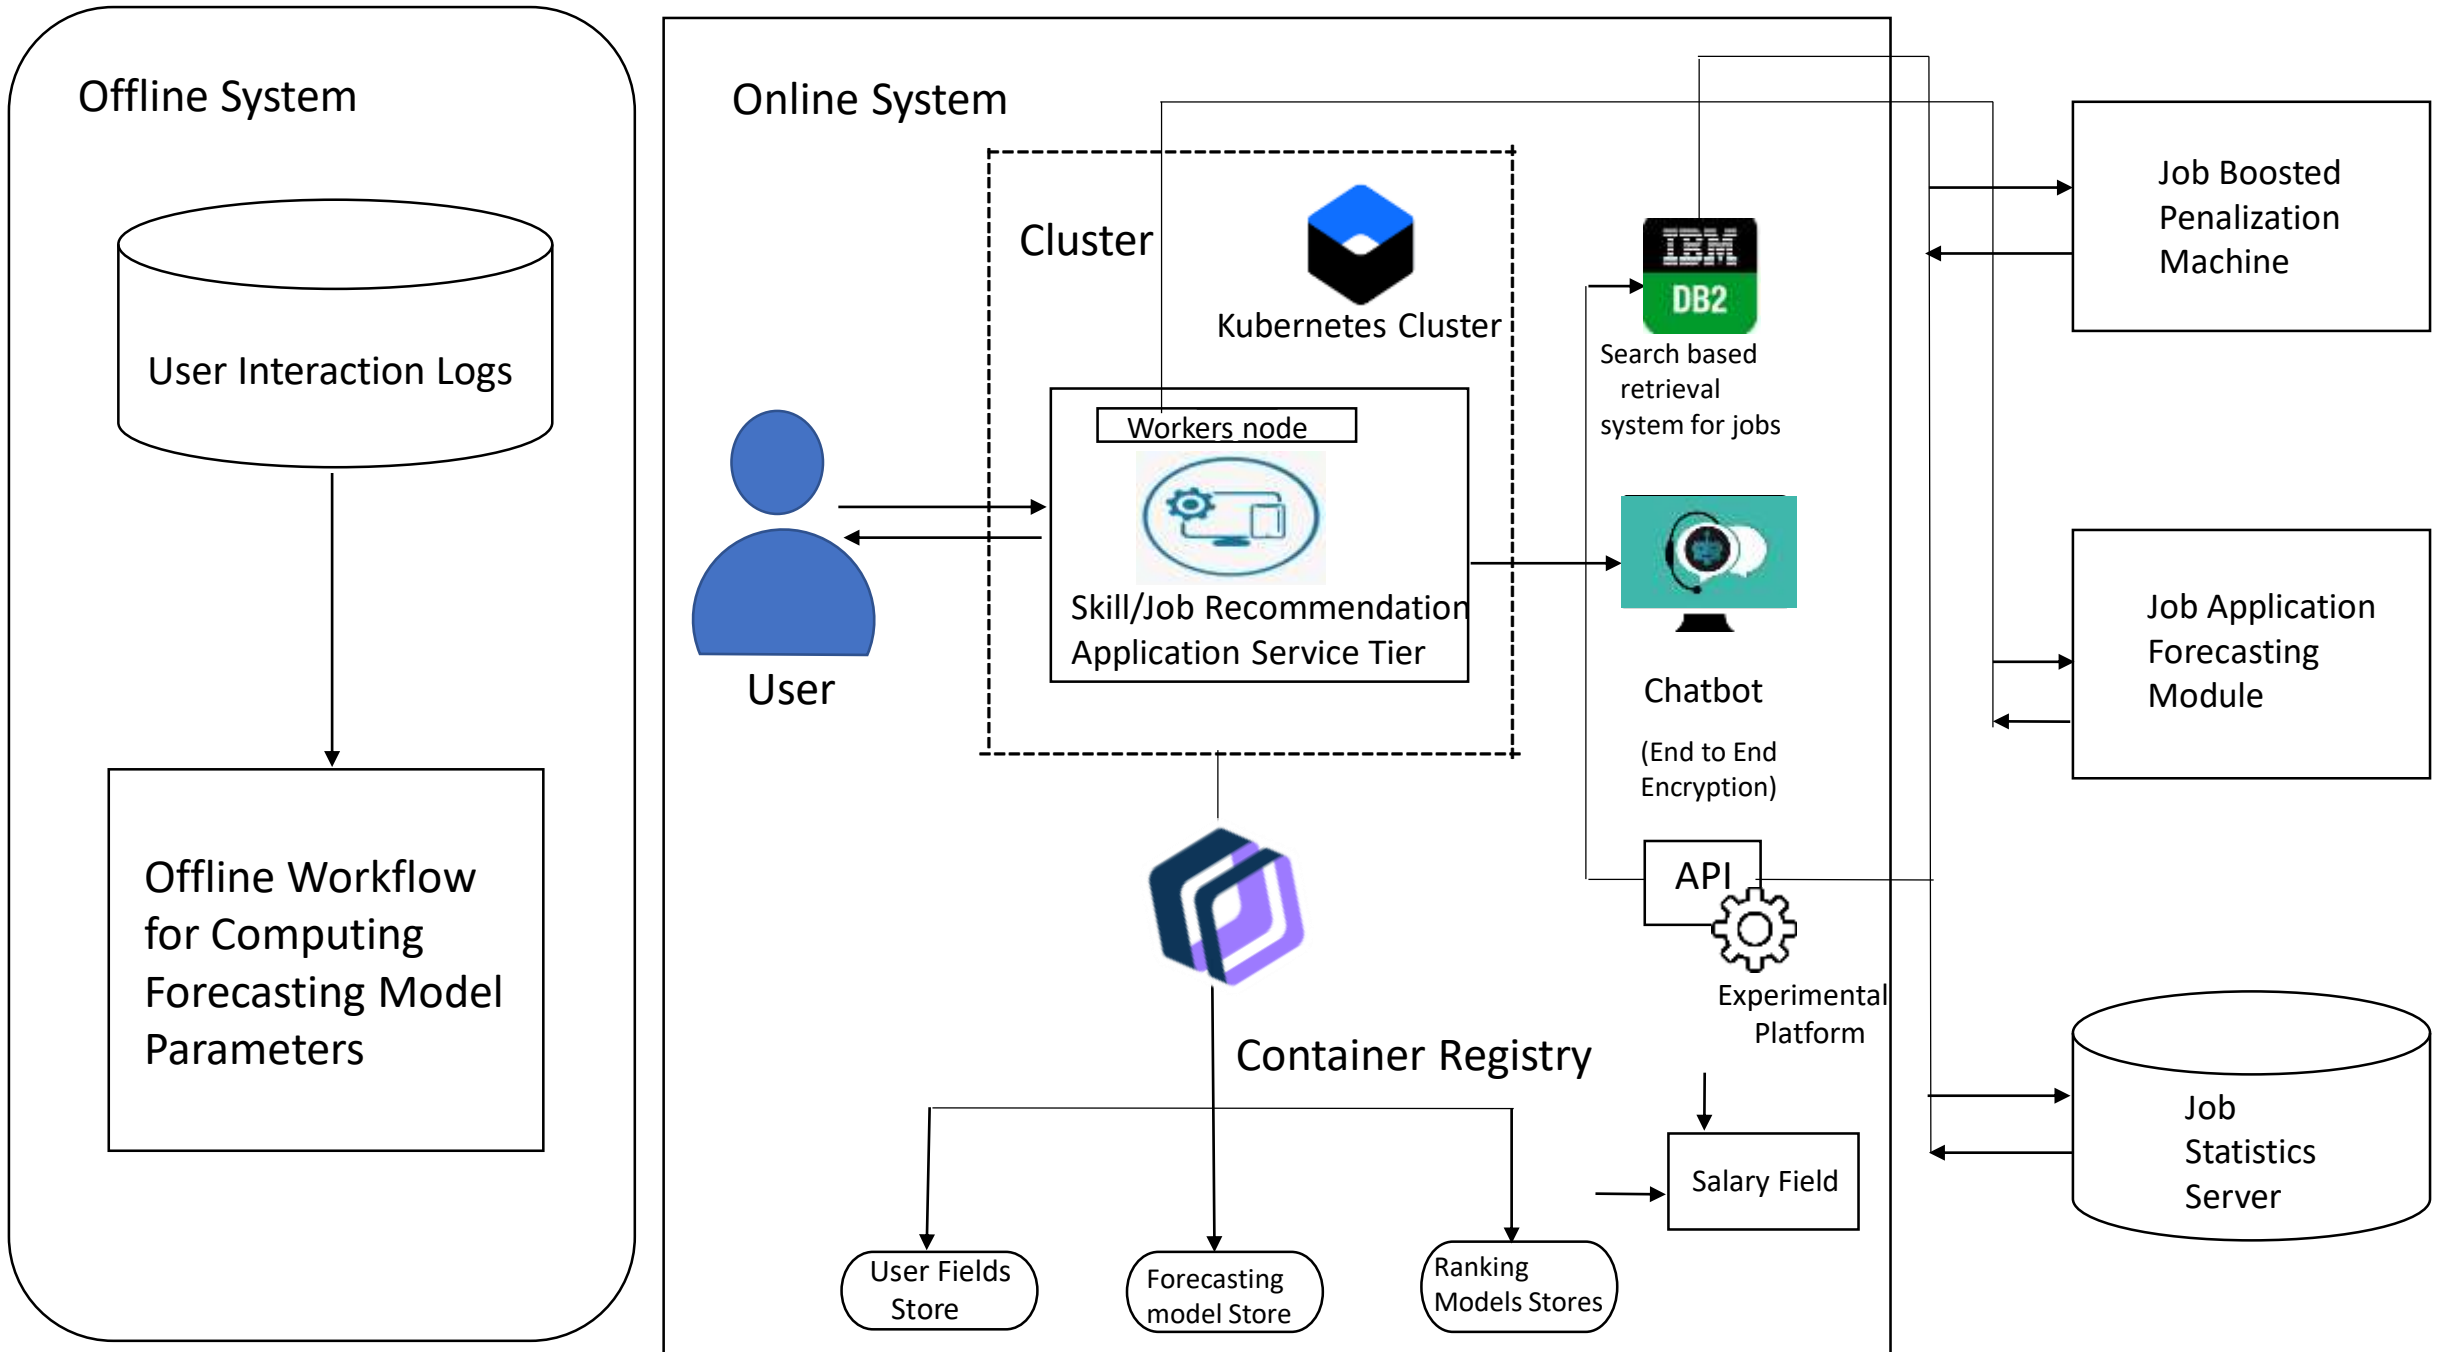 Offline System
User Interaction Logs
Offline Workflow
for Computing
Forecasting Model
Parameters
Online System
Cluster
Kubernetes Cluster
Workers node
Skill/Job Recommendation
Application Service Tier
User
IBM
DB2
Search based
retrieval
system for jobs
Chatbot
(End to End
Encryption)
API
Experimental
Platform
Container Registry
Salary Field
User Fields
Store
Forecasting
model Store
Ranking
Models Stores
Job Boosted
Penalization
Machine
Job Application
Forecasting
Module
Job
Statistics
Server